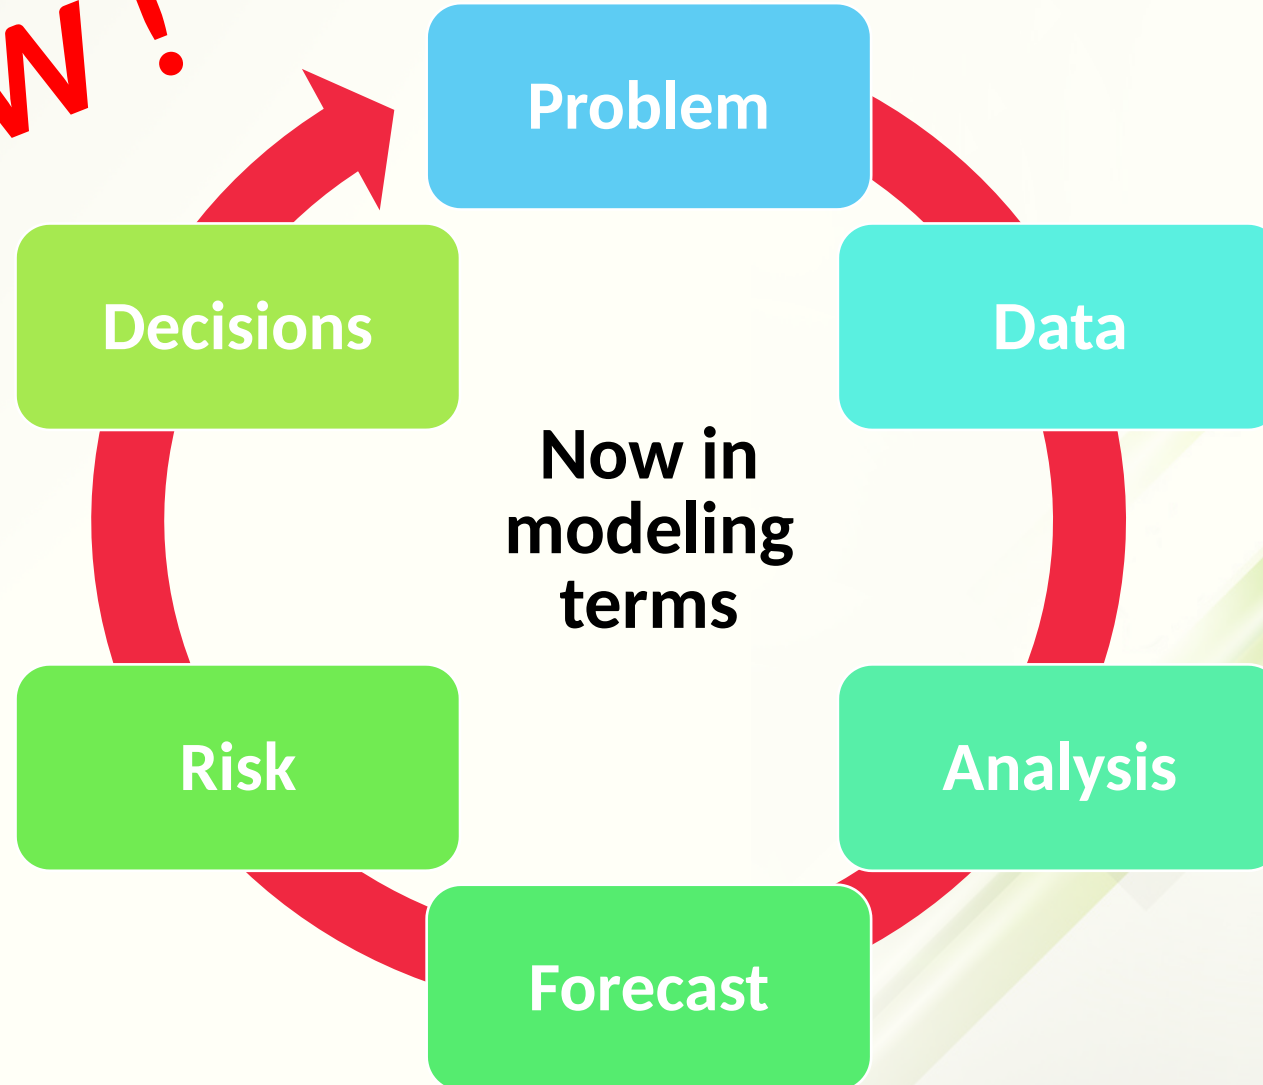 W!
Problem
Decisions
Data
Now in
modeling
terms
Risk
Analysis
Forecast